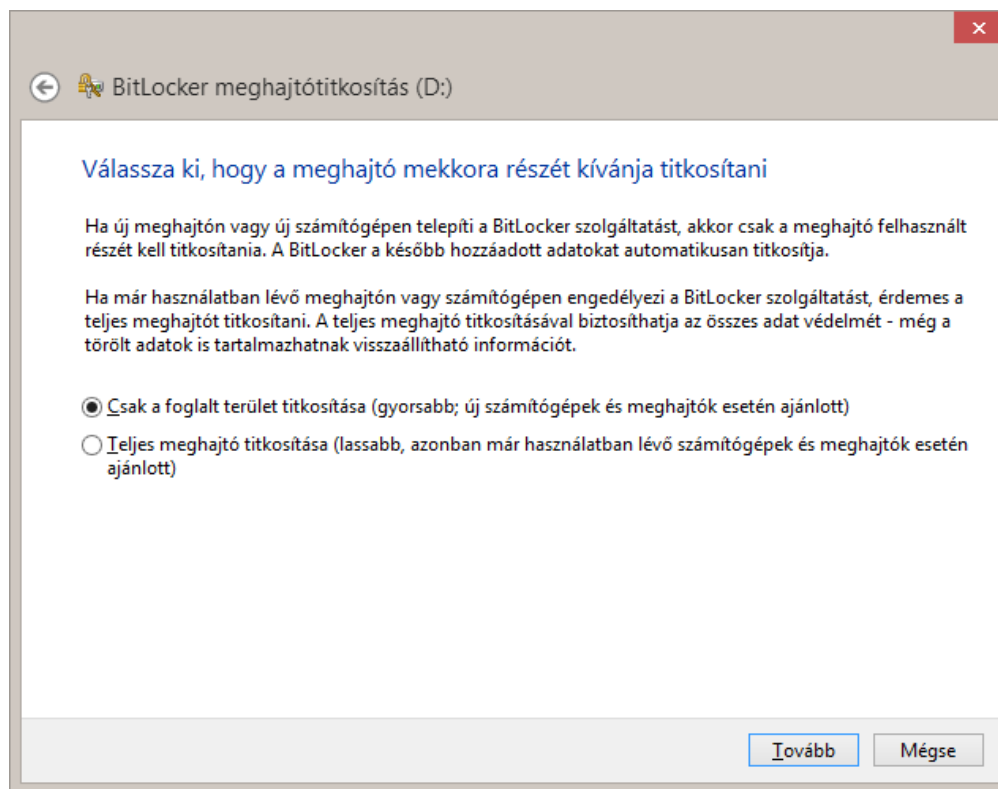 BitLocker meghajtótitkosítás (D:)
Válassza ki, hogy a meghajtó mekkora részét kívánja titkosítani
Ha új meghajtón vagy új számítógépen telepíti a BitLocker szolgáltatást, akkor csak a meghajtó felhasznált
részét kell titkosítania. A BitLocker a később hozzáadott adatokat automatikusan titkosítja.
Ha már használatban lévő meghajtón vagy számítógépen engedélyezi a BitLocker szolgáltatást, érdemes a
teljes meghajtót titkosítani. A teljes meghajtó titkosításával biztosíthatja az összes adat védelmét - még a
törölt adatok is tartalmazhatnak visszaállítható információt.
Csak a foglalt terület titkosítása (gyorsabb; új számítógépek és meghajtók esetén ajánlott)
Teljes meghajtó titkosítása (lassabb, azonban már használatban lévő számítógépek és meghajtók esetén
ajánlott)
Tovább Mégse